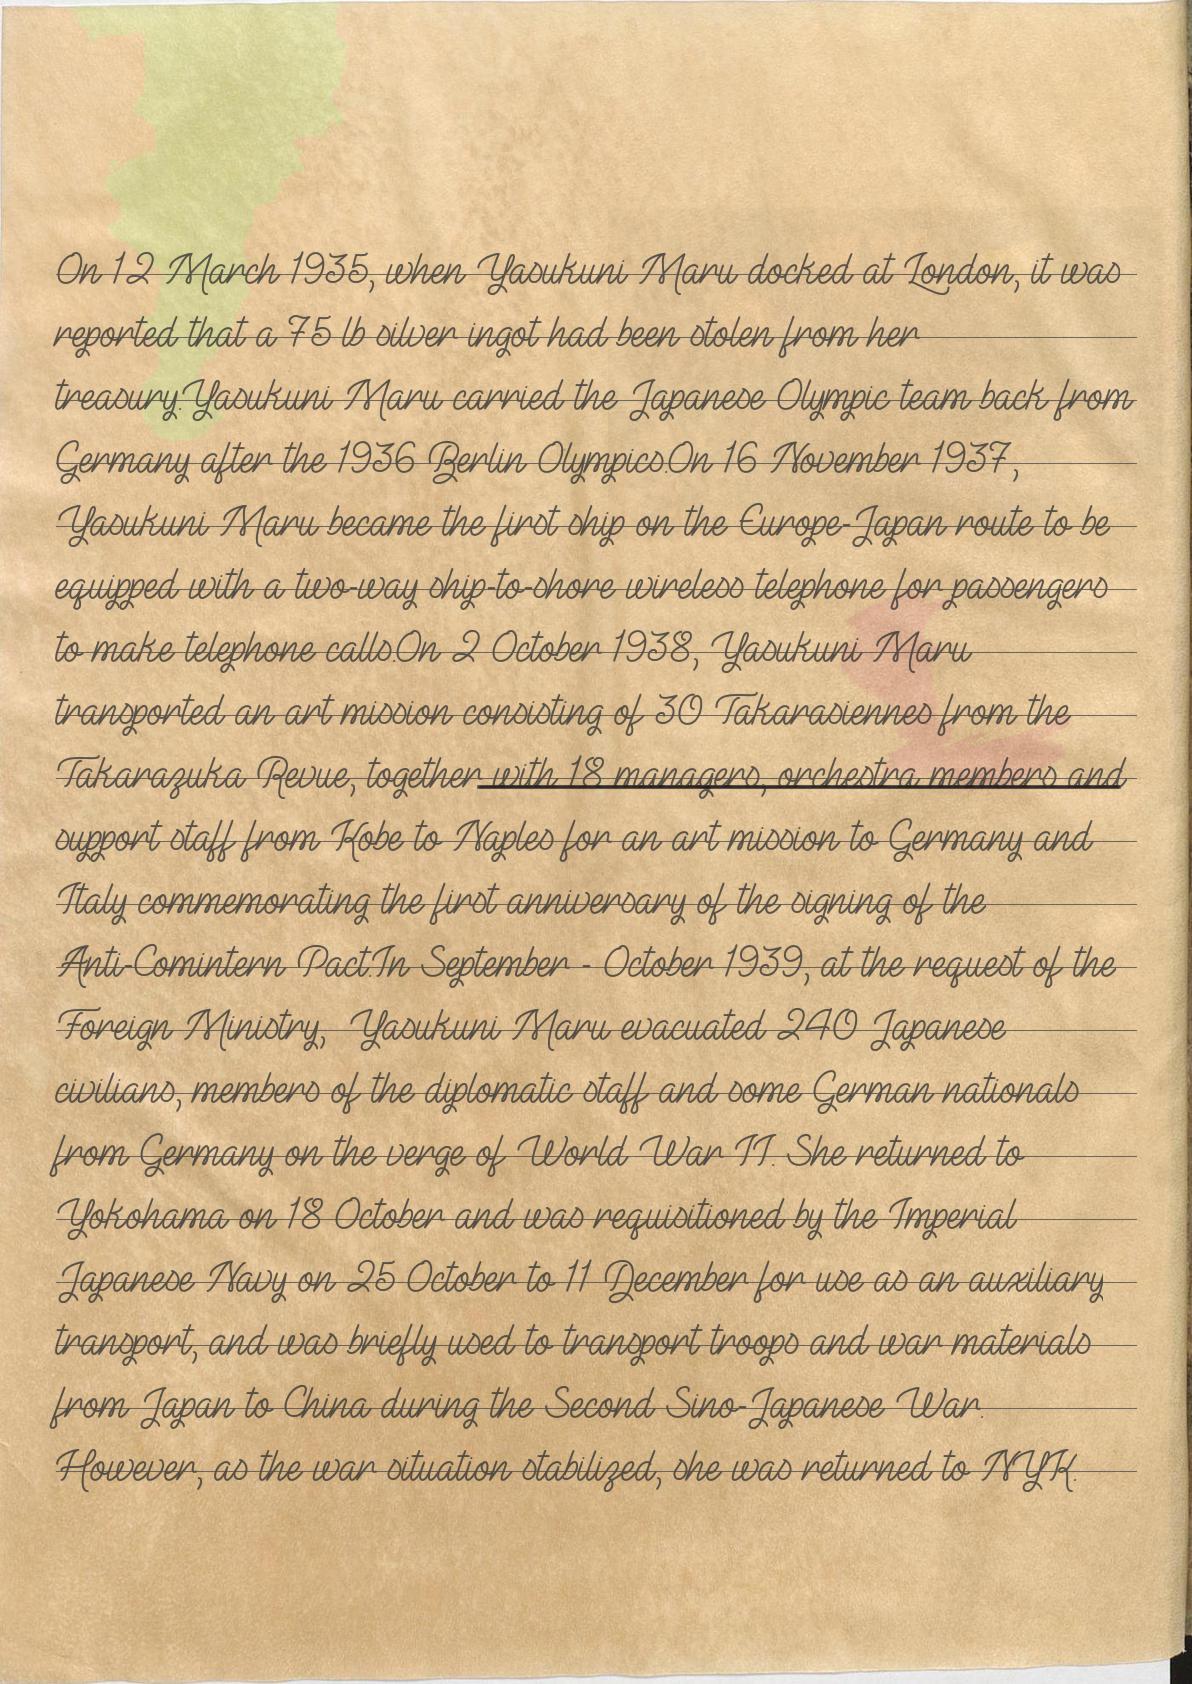 On 12 March 1935, when Yasukuni Maru docked at London, it was
reported that a 75 lb silver ingot had been stolen from her
treasury.Yasukuni Maru carried the Japanese Olympic team back from
Germany after the 1936 Berlin Olympics.On 16 November 1937,
Yasukuni Maru became the first ship on the Europe-Japan route to be
equipped with a two-way ship-to-shore wireless telephone for passengers
to make telephone calls.On 2 October 1938, Yasukuni Maru
transported an art mission consisting of 30 Takarasiennes from the
Takarazuka Revue, together with 18 managers, orchestra members and
support staff from Kobe to Naples for an art mission to Germany and
Italy commemorating the first anniversary of the signing of the
Anti-Comintern Pact.In September - October 1939, at the request of the
Foreign Ministry, Yasukuni Maru evacuated 240 Japanese
civilians, members of the diplomatic staff and some German nationals
from Germany on the verge of World War II. She returned to
Yokohama on 18 October and was requisitioned by the Imperial
Japanese Navy on 25 October to 11 December for use as an auxiliary
transport, and was briefly used to transport troops and war materials
from Japan to China during the Second Sino-Japanese War.
However, as the war situation stabilized, she was returned to NYK.